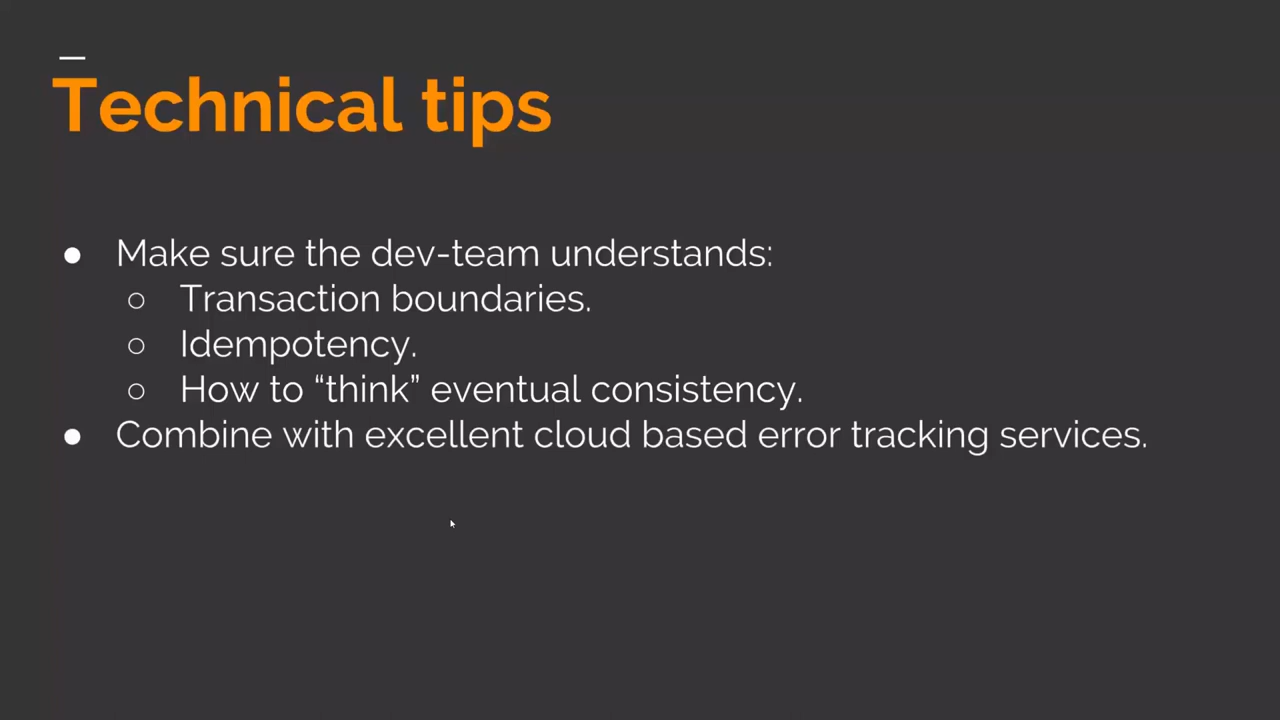 Technical tips
● Make sure the dev-team understands:
○ Transaction boundaries.
○ Idempotency.
○ How to “think” eventual consistency.
● Combine with excellent cloud based error tracking services.